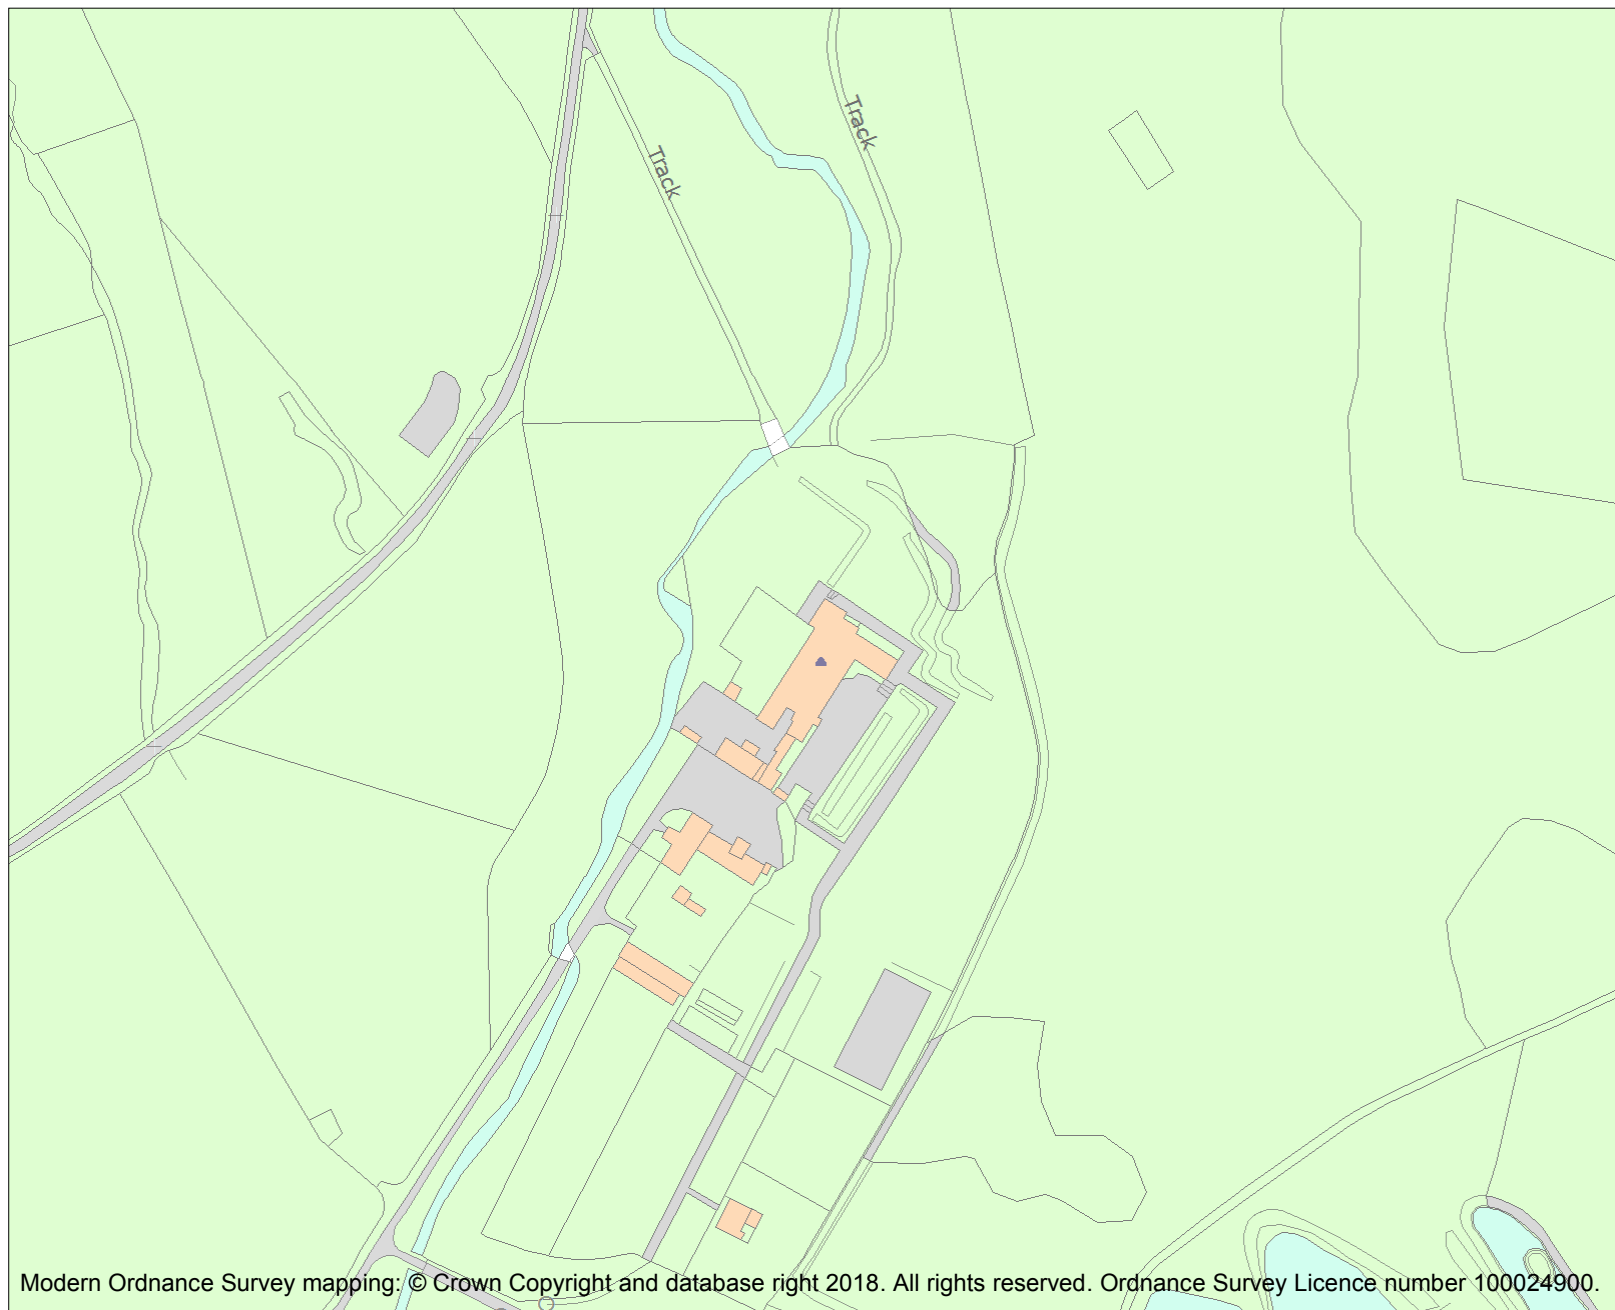 Track
Track
Modern Ordnance Survey mapping: © Crown Copyright and database right 2018. All rights reserved. Ordnance Survey Licence number 100024900.